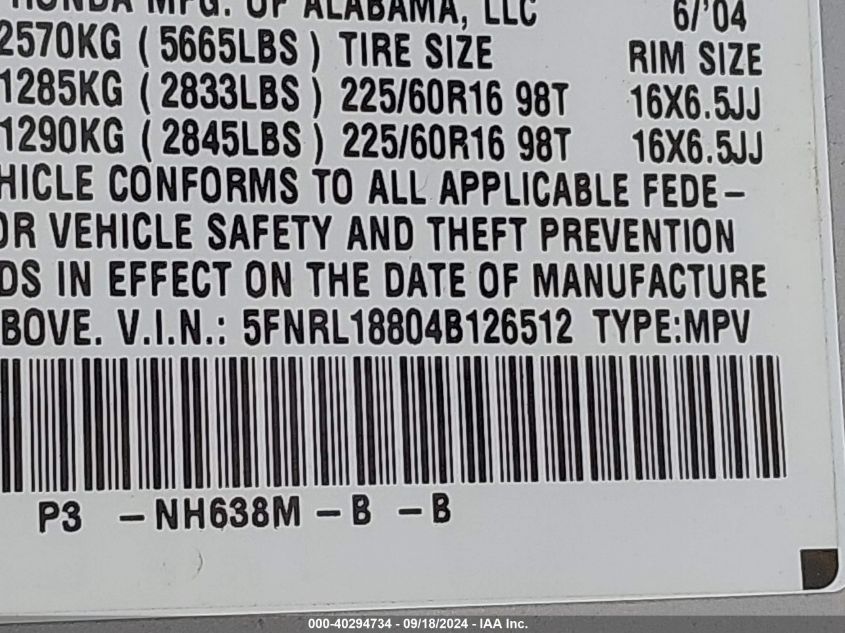 HONDA MFG. OF ALABAMA, LLC 6/'04
2570KG ( 5665LBS ) TIRE SIZE RIM SIZE
1285KG ( 2833LBS ) 225/60R16 98T 16X6.5JJ
1290KG ( 2845LBS ) 225/60R16 98T 16X6.5JJ
HICLE CONFORMS TO ALL APPLICABLE FEDE-
OR VEHICLE SAFETY AND THEFT PREVENTION
DS IN EFFECT ON THE DATE OF MANUFACTURE
BOVE. V.I.N.: 5FNRL18804B126512 TYPE:MPV
P3 -NH638M - B - B
000-40294734 - 09/18/2024 - IAA Inc.